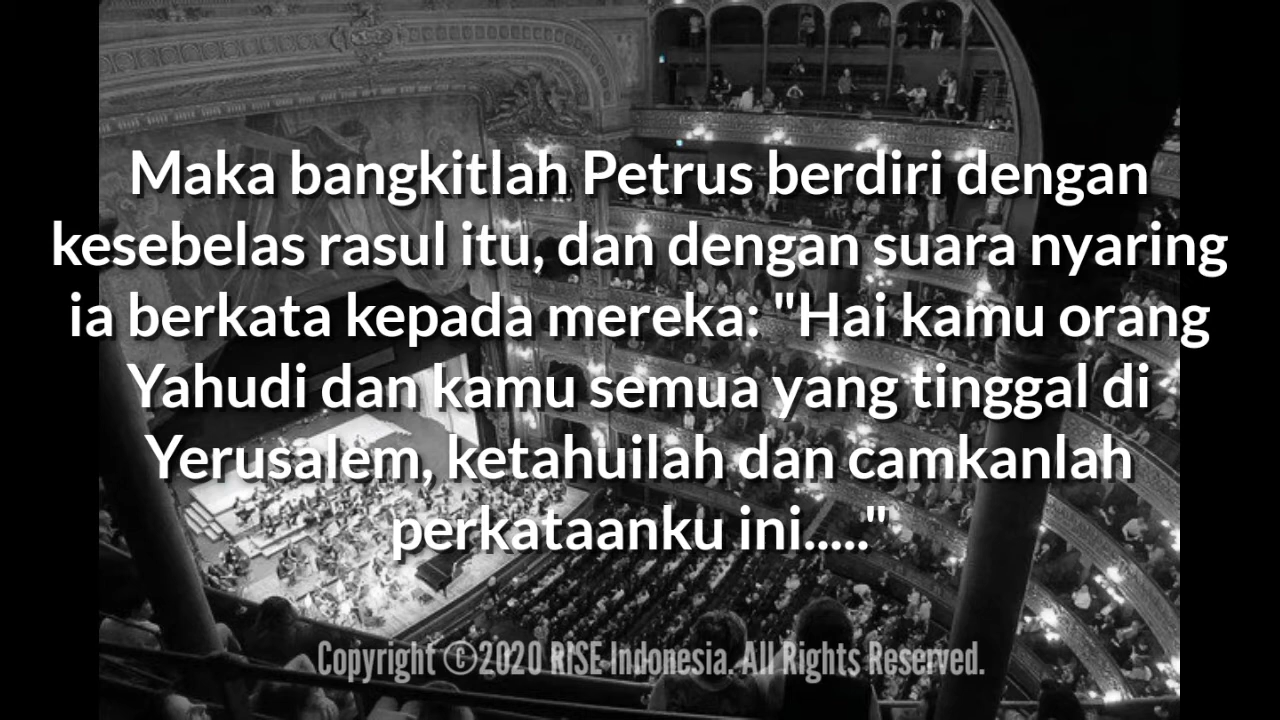 Maka bangkitlah Petrus berdiri dengan
kesebelas rasul itu, dan dengan suara nyaring
ia berkata kepada mereka: "Hai kamu orang
Yahudi dan kamu semua yang tinggal di
Yerusalem, ketahuilah dan camkanlah
perkataanku ini....."
Copyright ©2020 RISE Indonesia. All Rights Reserved.